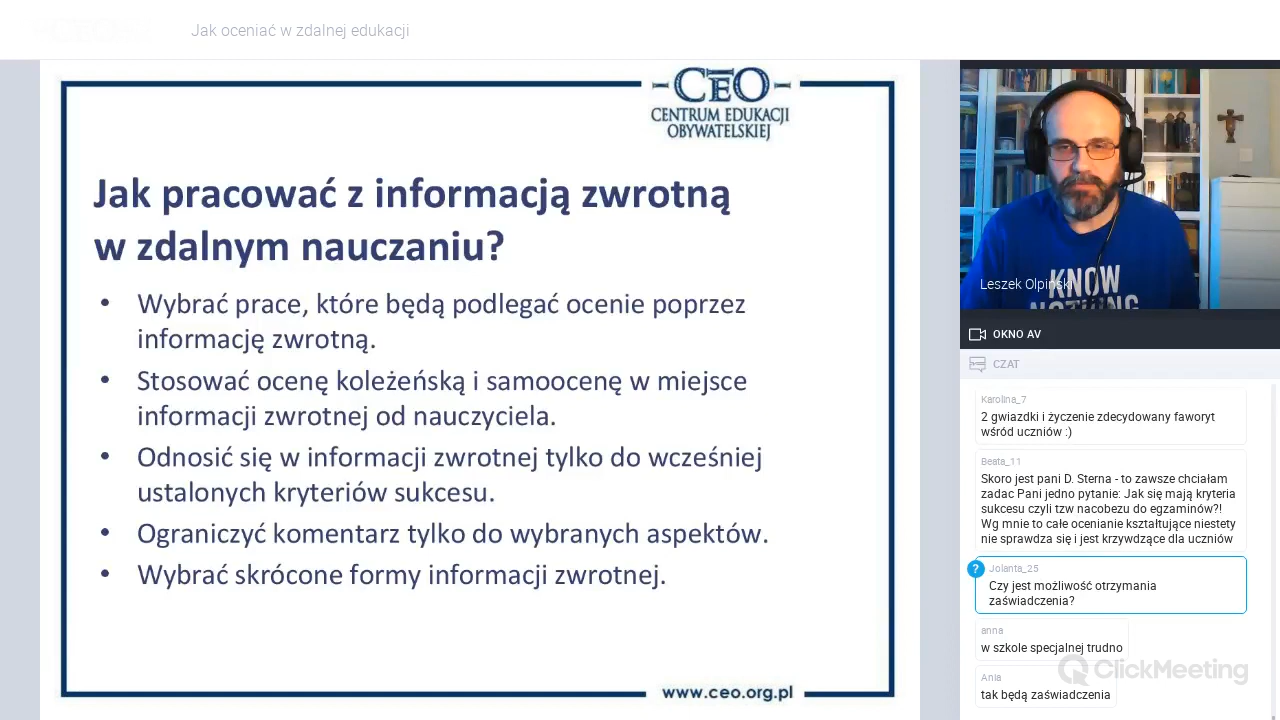 Jak oceniać w zdalnej edukacji
CEO
CENTRUM EDUKACJI
OBYWATELSKIEJ
Jak pracować z informacją zwrotną
w zdalnym nauczaniu?
• Wybrać prace, które będą podlegać ocenie poprzez
informację zwrotną.
• Stosować ocenę koleżeńską i samoocenę w miejsce
informacji zwrotnej od nauczyciela.
• Odnosić się w informacji zwrotnej tylko do wcześniej
ustalonych kryteriów sukcesu.
• Ograniczyć komentarz tylko do wybranych aspektów.
• Wybrać skrócone formy informacji zwrotnej.
www.ceo.org.pl
KNOW
NOTHING
Leszek Olpiński
OKNO AV
CZAT
Karolina_7
2 gwiazdki i życzenie zdecydowany faworyt
wśród uczniów :)
Beata_11
Skoro jest pani D. Sterna - to zawsze chciałam
zadac Pani jedno pytanie: Jak się mają kryteria
sukcesu czyli tzw nacobezu do egzaminów?!
Wg mnie to całe ocenianie kształtujące niestety
nie sprawdza się i jest krzywdzące dla uczniów
?
Jolanta_25
Czy jest możliwość otrzymania
zaświadczenia?
anna
w szkole specjalnej trudno
ClickMeeting
Ania
tak będą zaświadczenia